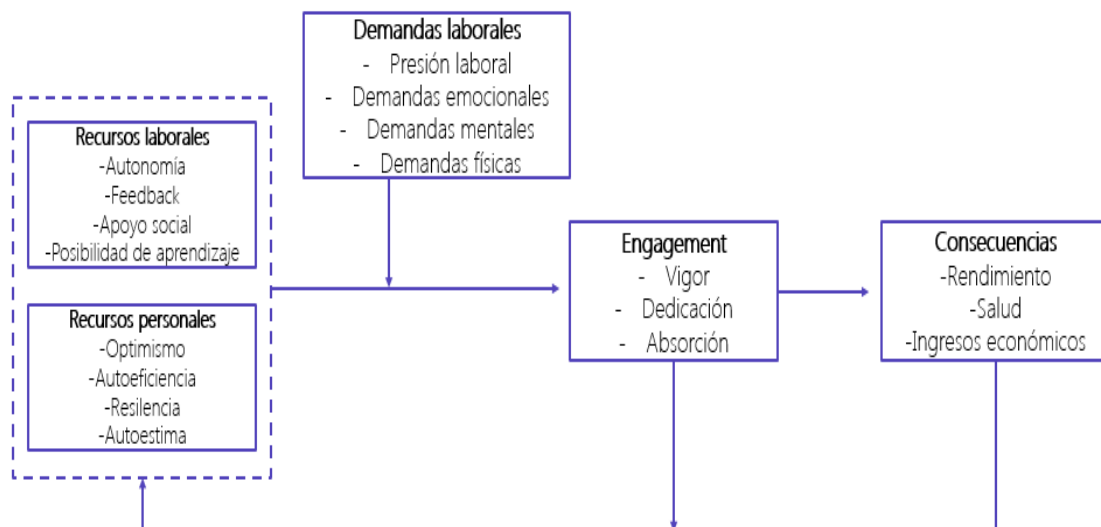 Demandas laborales
- Presión laboral
- Demandas emocionales
- Demandas mentales
- Demandas físicas
Recursos laborales
-Autonomía
-Feedback
-Apoyo social
-Posibilidad de aprendizaje
Recursos personales
-Optimismo
-Autoeficiencia
-Resilencia
-Autoestima
Engagement
- Vigor
- Dedicación
- Absorción
Consecuencias
-Rendimiento
-Salud
-Ingresos económicos